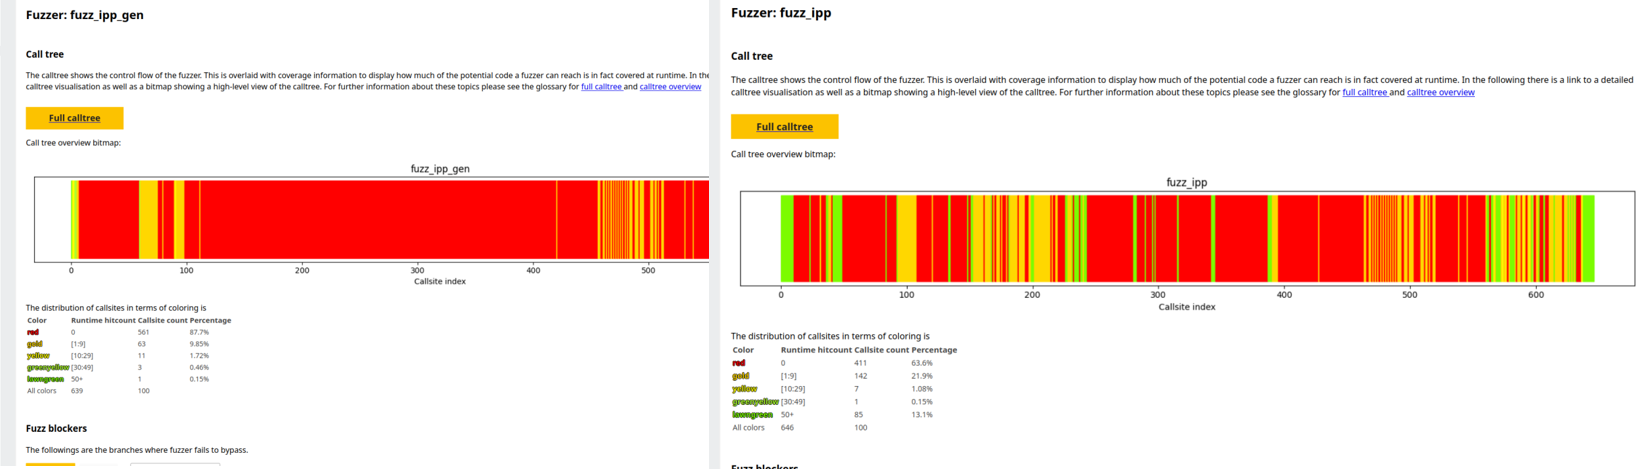 Fuzzer: fuzz_ipp_gen
Call tree
The calltree shows the control flow of the fuzzer. This is overlaid with coverage information to display how much of the potential code a fuzzer can reach is in fact covered at runtime. In the
calltree visualisation as well as a bitmap showing a high-level view of the calltree. For further information about these topics please see the glossary for full calltree and calltree overview
Full calltree
Call tree overview bitmap:
fuzz_ipp_gen
0 100 200 300 400 500
Callsite index
The distribution of callsites in terms of coloring is
Color Runtime hitcount Callsite count Percentage
red 0 561 87.7%
gold [1:9] 63 9.85%
yellow [10:29] 11 1.72%
greenyellow [30:49] 3 0.46%
lawngreen 50+ 1 0.15%
All colors 639 100
Fuzz blockers
The followings are the branches where fuzzer fails to bypass.
Fuzzer: fuzz_ipp
Call tree
The calltree shows the control flow of the fuzzer. This is overlaid with coverage information to display how much of the potential code a fuzzer can reach is in fact covered at runtime. In the following there is a link to a detailed
calltree visualisation as well as a bitmap showing a high-level view of the calltree. For further information about these topics please see the glossary for full calltree and calltree overview
Full calltree
Call tree overview bitmap:
fuzz_ipp
0 100 200 300 400 500 600
Callsite index
The distribution of callsites in terms of coloring is
Color Runtime hitcount Callsite count Percentage
red 0 411 63.6%
gold [1:9] 142 21.9%
yellow [10:29] 7 1.08%
greenyellow [30:49] 1 0.15%
lawngreen 50+ 85 13.1%
All colors 646 100
Fuzz blockers